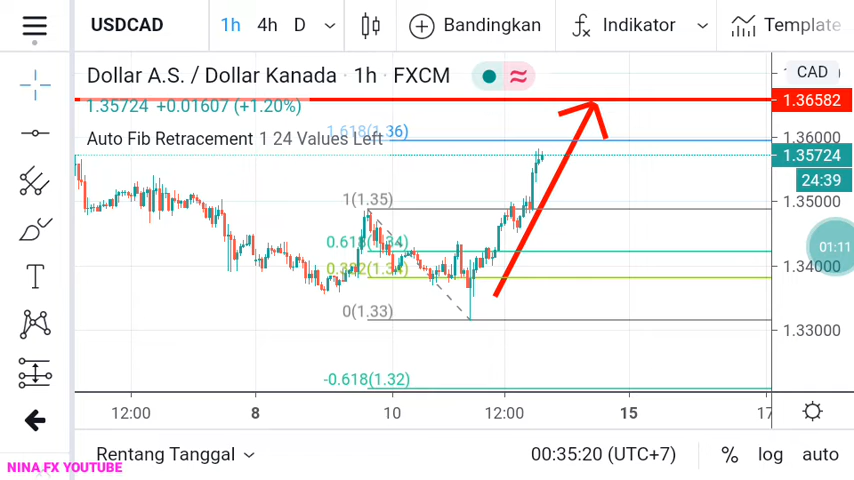 USDCAD 1h 4h D Bandingkan Indikator Template
Dollar A.S. / Dollar Kanada · 1h · FXCM
CAD
1.35724 +0.01607 (+1.20%)
1.36582
Auto Fib Retracement 1 24 Values Left
1.618(1.36)
1.36000
1.35724
24:39
1(1.35)
1.35000
0.618(1.34)
01:11
0.382(1.34)
1.34000
0(1.33)
1.33000
-0.618(1.32)
12:00 8 10 12:00 15 17
Rentang Tanggal 00:35:20 (UTC+7) % log auto
NINA FX YOUTUBE